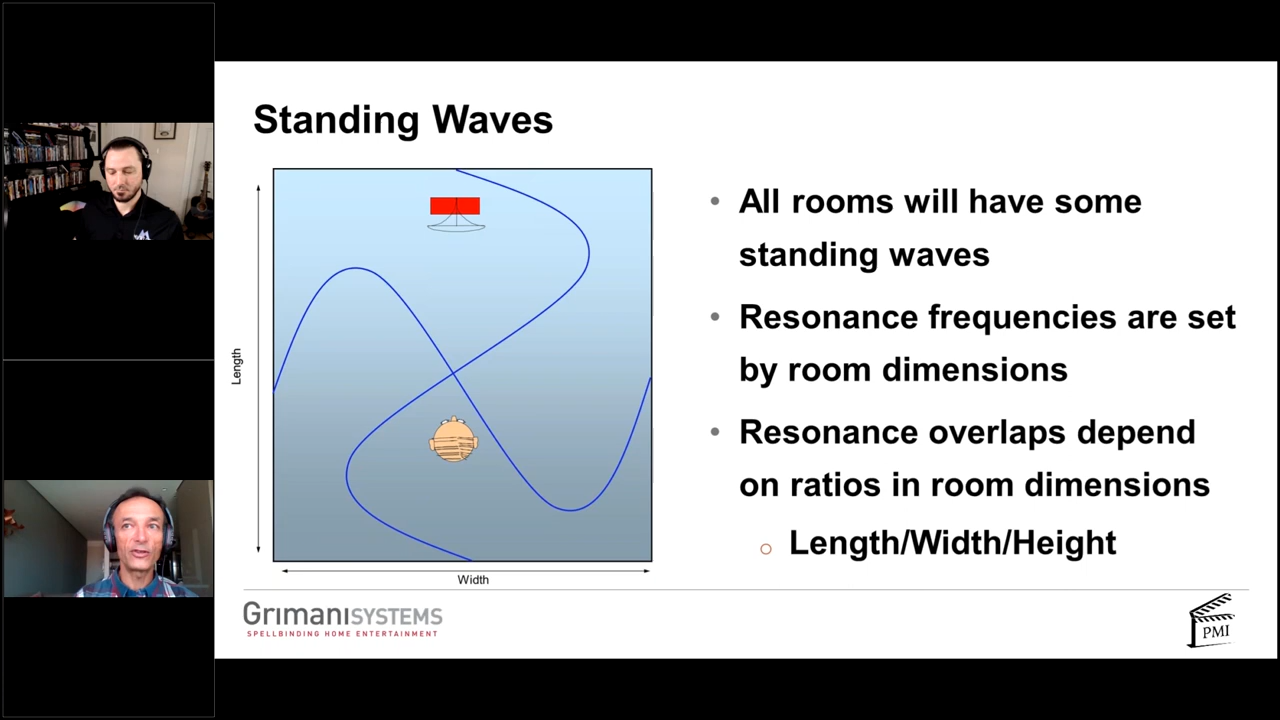 Standing Waves
Length
Width
• All rooms will have some
standing waves
• Resonance frequencies are set
by room dimensions
• Resonance overlaps depend
on ratios in room dimensions
○ Length/Width/Height
GrimaniSYSTEMS
SPELLBINDING HOME ENTERTAINMENT
PMI